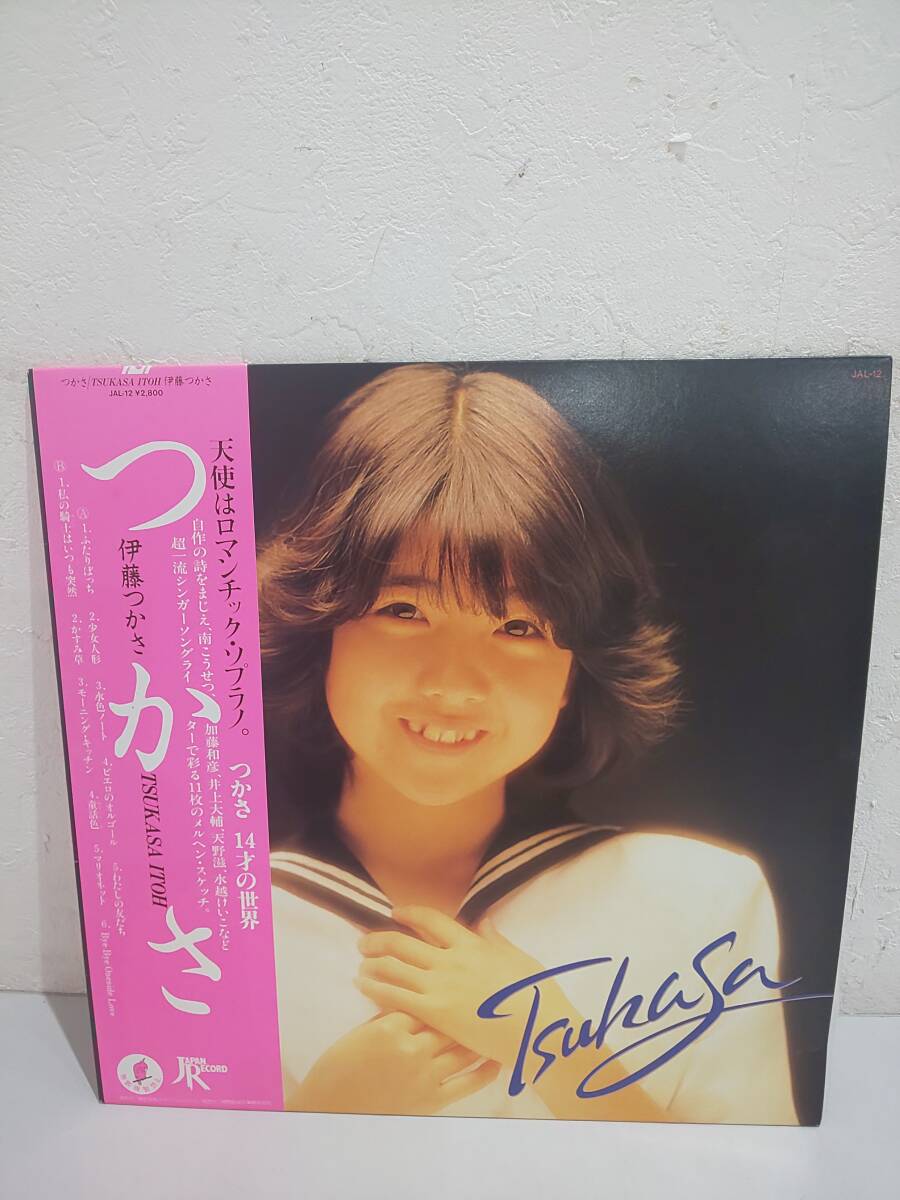 つかさ/TSUKASA ITOH 伊藤つかさ
JAL-12 ¥2,800
JAL-12
天使はロマンチック・ソプラノ。 つかさ 14才の世界
自作の詩をまじえ、南こうせつ、加藤和彦、井上大輔、天野滋、水越けいこなど
超一流シンガーソングライターで彩る11枚のメルヘン・スケッチ。
つかさ
伊藤つかさ
TSUKASA ITOH
Ⓐ 1.ふたりぼっち 2.少女人形 3.水色ノート 4.ピエロのオルゴール 5.わたしの友だち
Ⓑ 1.私の騎士はいつも突然 2.かすみ草 3.モーニング・キッチン 4.童話色 5.マリオネット 6.Bye Bye Oneside Love
JAPAN RECORD
Tsukasa